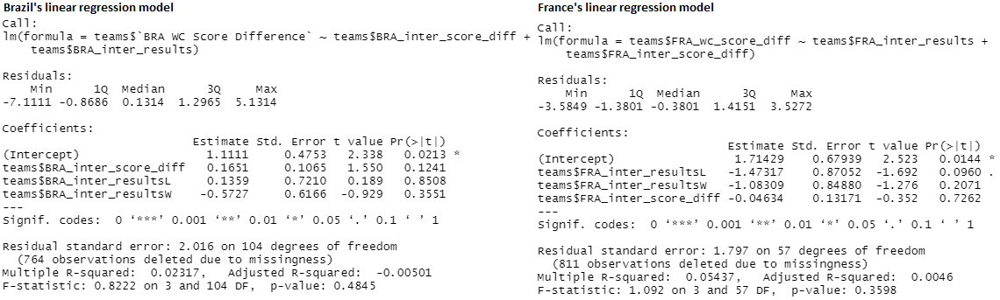 Brazil's linear regression model
Call:
lm(formula = teams$`BRA WC Score Difference` ~ teams$BRA_inter_score_diff +
    teams$BRA_inter_results)
Residuals:
    Min      1Q  Median      3Q     Max
-7.1111 -0.8686  0.1314  1.2965  5.1314
Coefficients:
                           Estimate Std. Error t value Pr(>|t|)
(Intercept)                  1.1111     0.4753   2.338   0.0213 *
teams$BRA_inter_score_diff   0.1651     0.1065   1.550   0.1241
teams$BRA_inter_resultsL     0.1359     0.7210   0.189   0.8508
teams$BRA_inter_resultsW    -0.5727     0.6166  -0.929   0.3551
---
Signif. codes:  0 ‘***’ 0.001 ‘**’ 0.01 ‘*’ 0.05 ‘.’ 0.1 ‘ ’ 1
Residual standard error: 2.016 on 104 degrees of freedom
  (764 observations deleted due to missingness)
Multiple R-squared:  0.02317,   Adjusted R-squared:  -0.00501
F-statistic: 0.8222 on 3 and 104 DF,  p-value: 0.4845
France's linear regression model
Call:
lm(formula = teams$FRA_wc_score_diff ~ teams$FRA_inter_results +
    teams$FRA_inter_score_diff)
Residuals:
    Min      1Q  Median      3Q     Max
-3.5849 -1.3801 -0.3801  1.4151  3.5272
Coefficients:
                           Estimate Std. Error t value Pr(>|t|)
(Intercept)                 1.71429    0.67939   2.523   0.0144 *
teams$FRA_inter_resultsL   -1.47317    0.87052  -1.692   0.0960 .
teams$FRA_inter_resultsW   -1.08309    0.84880  -1.276   0.2071
teams$FRA_inter_score_diff -0.04634    0.13171  -0.352   0.7262
---
Signif. codes:  0 ‘***’ 0.001 ‘**’ 0.01 ‘*’ 0.05 ‘.’ 0.1 ‘ ’ 1
Residual standard error: 1.797 on 57 degrees of freedom
  (811 observations deleted due to missingness)
Multiple R-squared:  0.05437,   Adjusted R-squared:  0.0046
F-statistic: 1.092 on 3 and 57 DF,  p-value: 0.3598